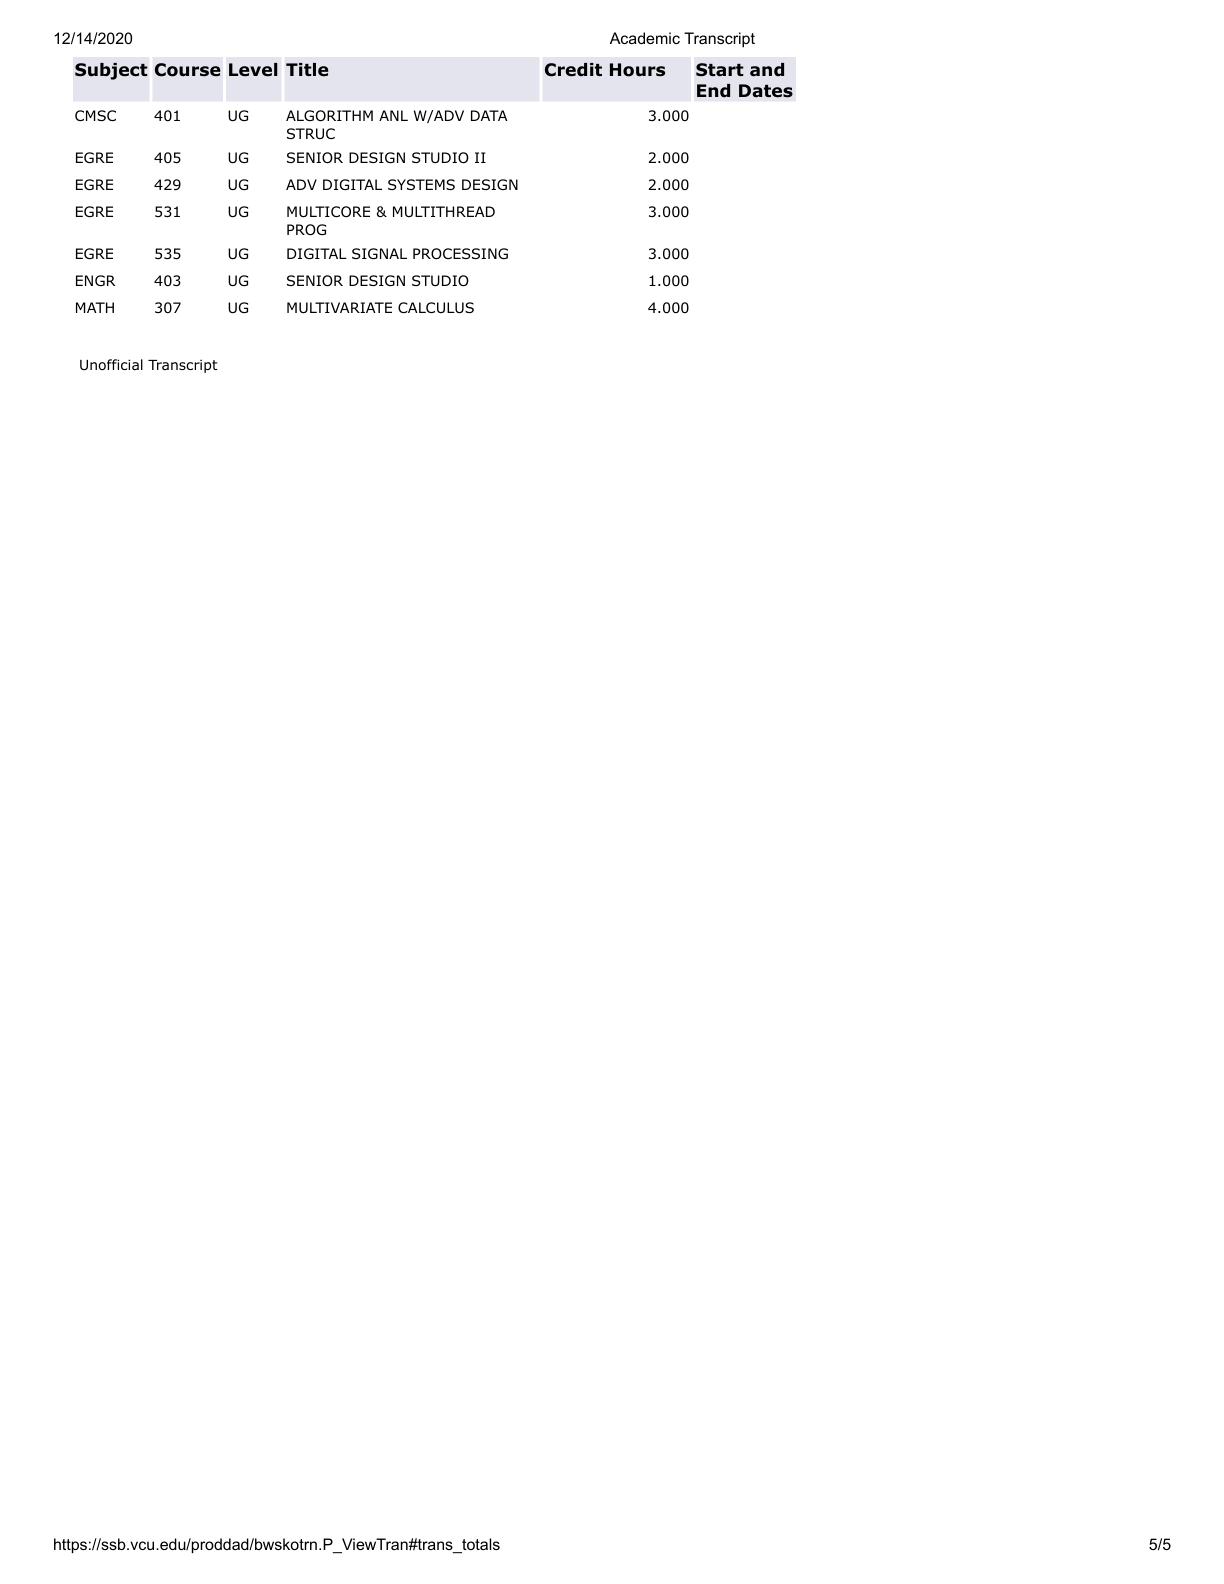 12/14/2020 Academic Transcript
Subject Course Level Title Credit Hours Start and
End Dates
CMSC 401 UG ALGORITHM ANL W/ADV DATA 3.000
STRUC
EGRE 405 UG SENIOR DESIGN STUDIO II 2.000
EGRE 429 UG ADV DIGITAL SYSTEMS DESIGN 2.000
EGRE 531 UG MULTICORE & MULTITHREAD 3.000
PROG
EGRE 535 UG DIGITAL SIGNAL PROCESSING 3.000
ENGR 403 UG SENIOR DESIGN STUDIO 1.000
MATH 307 UG MULTIVARIATE CALCULUS 4.000
Unofficial Transcript
https://ssb.vcu.edu/proddad/bwskotrn.P_ViewTran#trans_totals 5/5